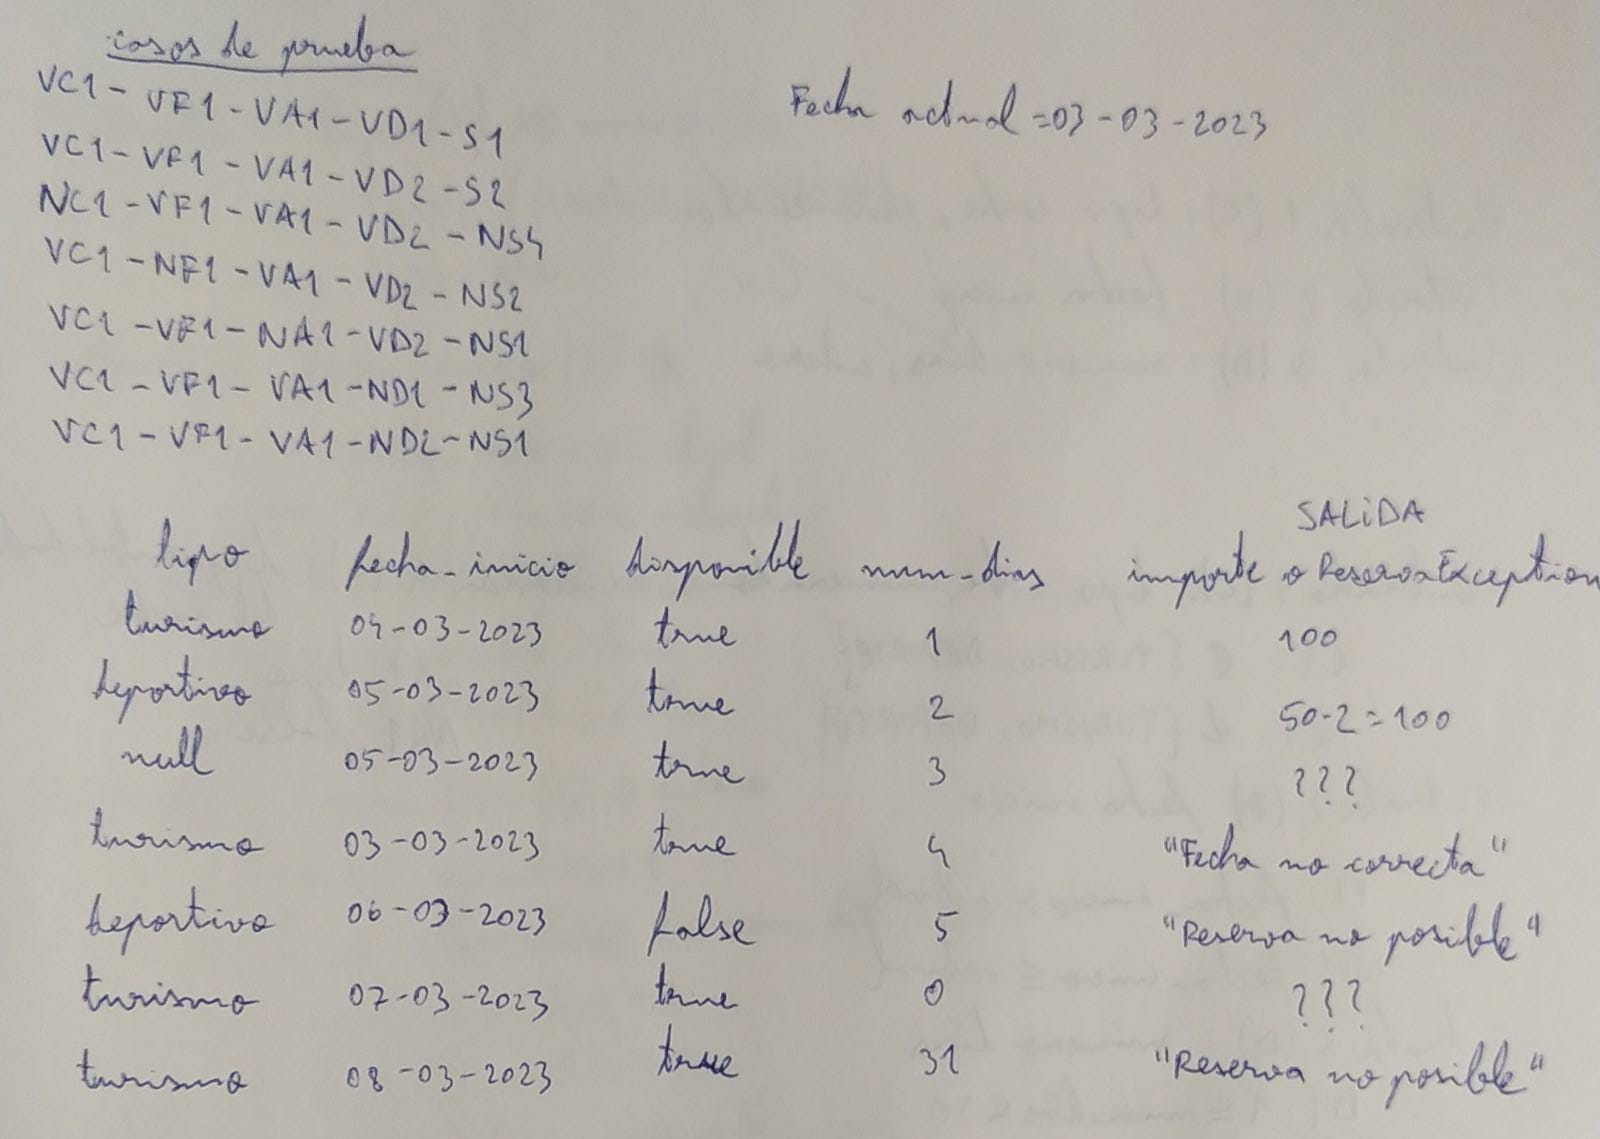 casos de prueba
VC1 - VF1 - VA1 - VD1 - S1
Fecha actual = 03-03-2023
VC1 - VF1 - VA1 - VD2 - S2
NC1 - VF1 - VA1 - VD2 - NS4
VC1 - NF1 - VA1 - VD2 - NS2
VC1 - VF1 - NA1 - VD2 - NS1
VC1 - VF1 - VA1 - ND1 - NS3
VC1 - VF1 - VA1 - ND2 - NS1
SALIDA
tipo fecha_inicio disponible num-dias importe o ReservaException
turismo 04-03-2023 true 1 100
deportivo 05-03-2023 true 2 50·2=100
null 05-03-2023 true 3 ???
turismo 03-03-2023 true 4 "Fecha no correcta"
deportivo 06-03-2023 false 5 "Reserva no posible"
turismo 07-03-2023 true 0 ???
turismo 08-03-2023 true 31 "Reserva no posible"